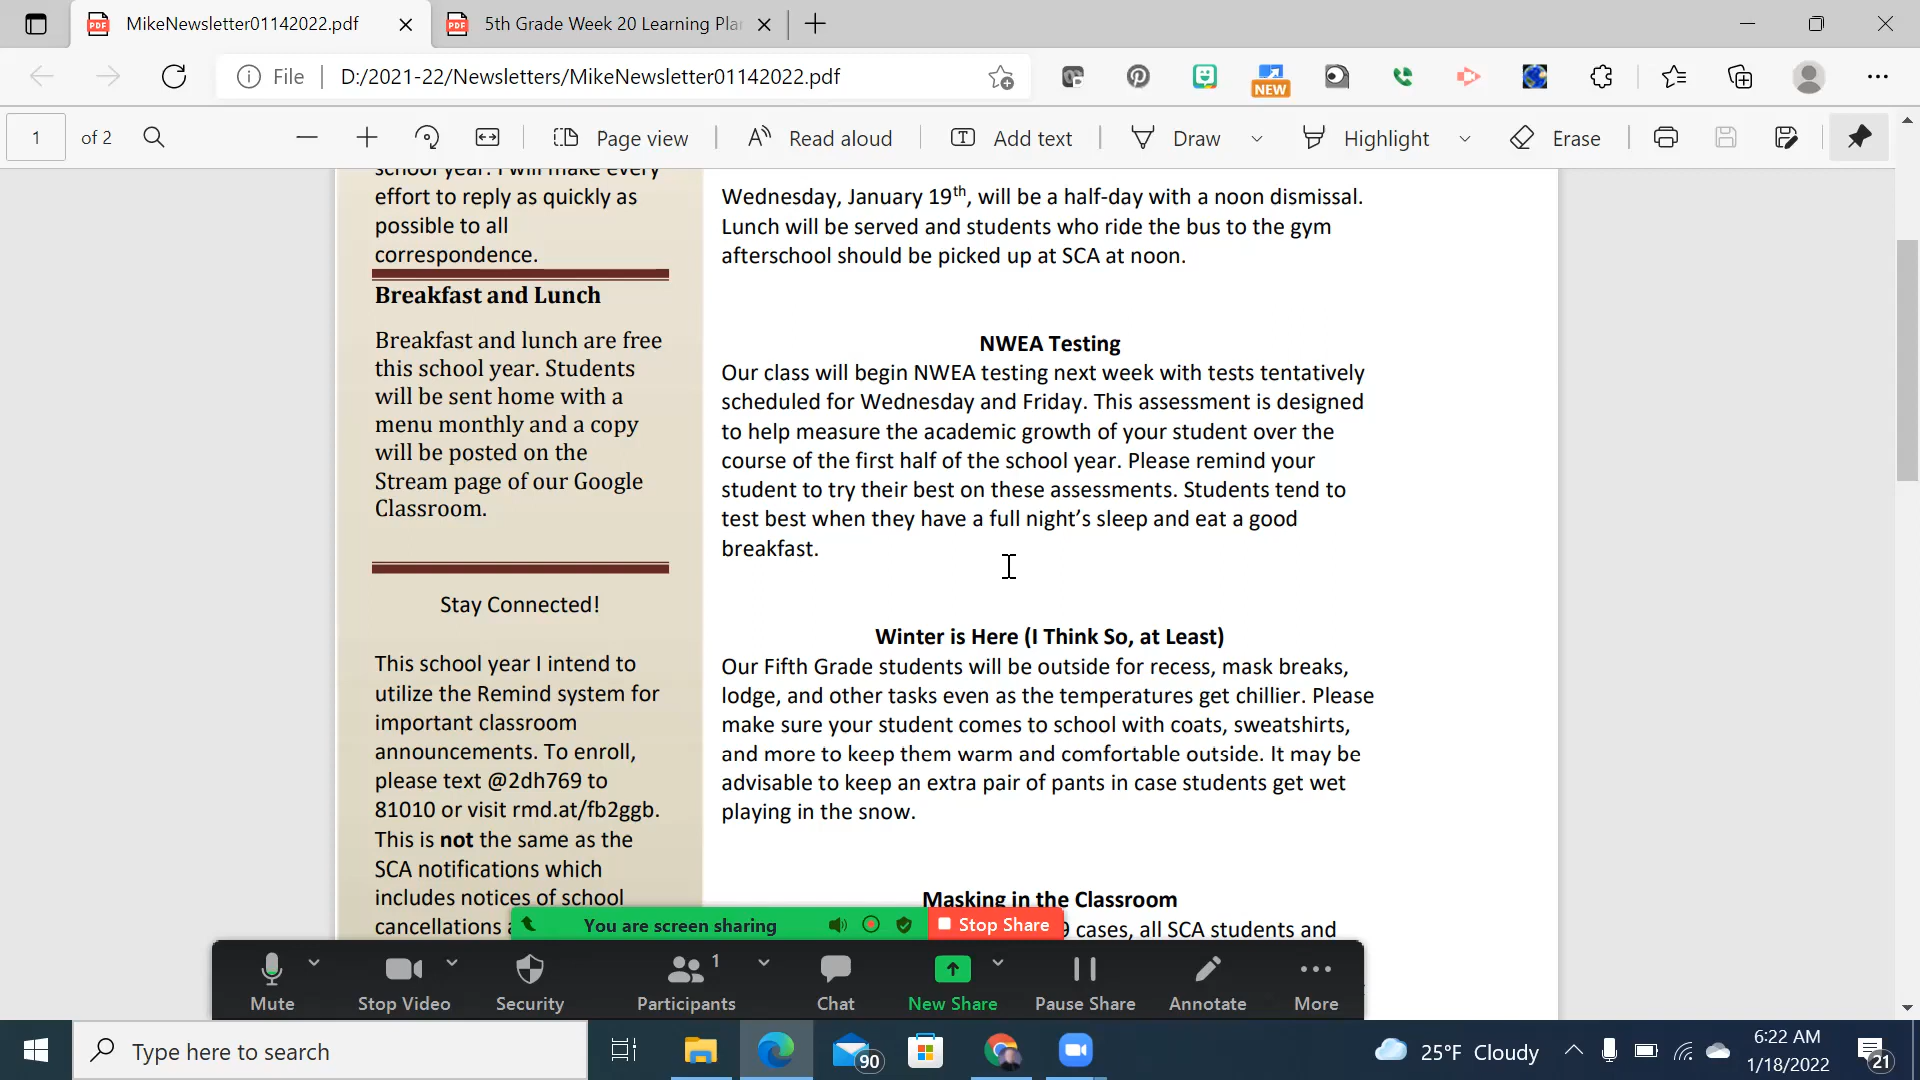 MikeNewsletter01142022.pdf
5th Grade Week 20 Learning Pla
File
D:/2021-22/Newsletters/MikeNewsletter01142022.pdf
NEW
1
of 2
Page view
Read aloud
Add text
Draw
Highlight
Erase
school year. I will make every
effort to reply as quickly as
possible to all
correspondence.
Breakfast and Lunch
Breakfast and lunch are free
this school year. Students
will be sent home with a
menu monthly and a copy
will be posted on the
Stream page of our Google
Classroom.
Stay Connected!
This school year I intend to
utilize the Remind system for
important classroom
announcements. To enroll,
please text @2dh769 to
81010 or visit rmd.at/fb2ggb.
This is not the same as the
SCA notifications which
includes notices of school
cancellations
Wednesday, January 19th, will be a half-day with a noon dismissal.
Lunch will be served and students who ride the bus to the gym
afterschool should be picked up at SCA at noon.
NWEA Testing
Our class will begin NWEA testing next week with tests tentatively
scheduled for Wednesday and Friday. This assessment is designed
to help measure the academic growth of your student over the
course of the first half of the school year. Please remind your
student to try their best on these assessments. Students tend to
test best when they have a full night's sleep and eat a good
breakfast.
Winter is Here (I Think So, at Least)
Our Fifth Grade students will be outside for recess, mask breaks,
lodge, and other tasks even as the temperatures get chillier. Please
make sure your student comes to school with coats, sweatshirts,
and more to keep them warm and comfortable outside. It may be
advisable to keep an extra pair of pants in case students get wet
playing in the snow.
Masking in the Classroom
cases, all SCA students and
You are screen sharing
Stop Share
Mute
Stop Video
Security
Participants
1
Chat
New Share
Pause Share
Annotate
More
Type here to search
90
25°F Cloudy
6:22 AM
1/18/2022
21